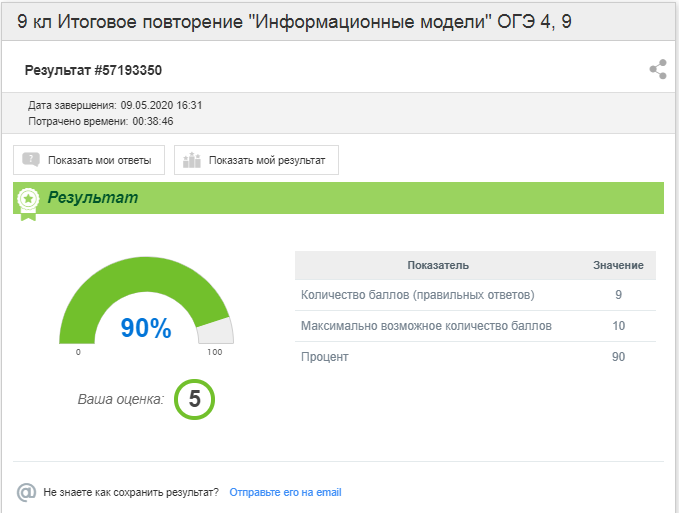 9 кл Итоговое повторение "Информационные модели" ОГЭ 4, 9
Результат #57193350
Дата завершения: 09.05.2020 16:31
Потрачено времени: 00:38:46
Показать мои ответы
Показать мой результат
Результат
90%
0
100
Ваша оценка: 5
Показатель Значение
Количество баллов (правильных ответов) 9
Максимально возможное количество баллов 10
Процент 90
@ Не знаете как сохранить результат? Отправьте его на email